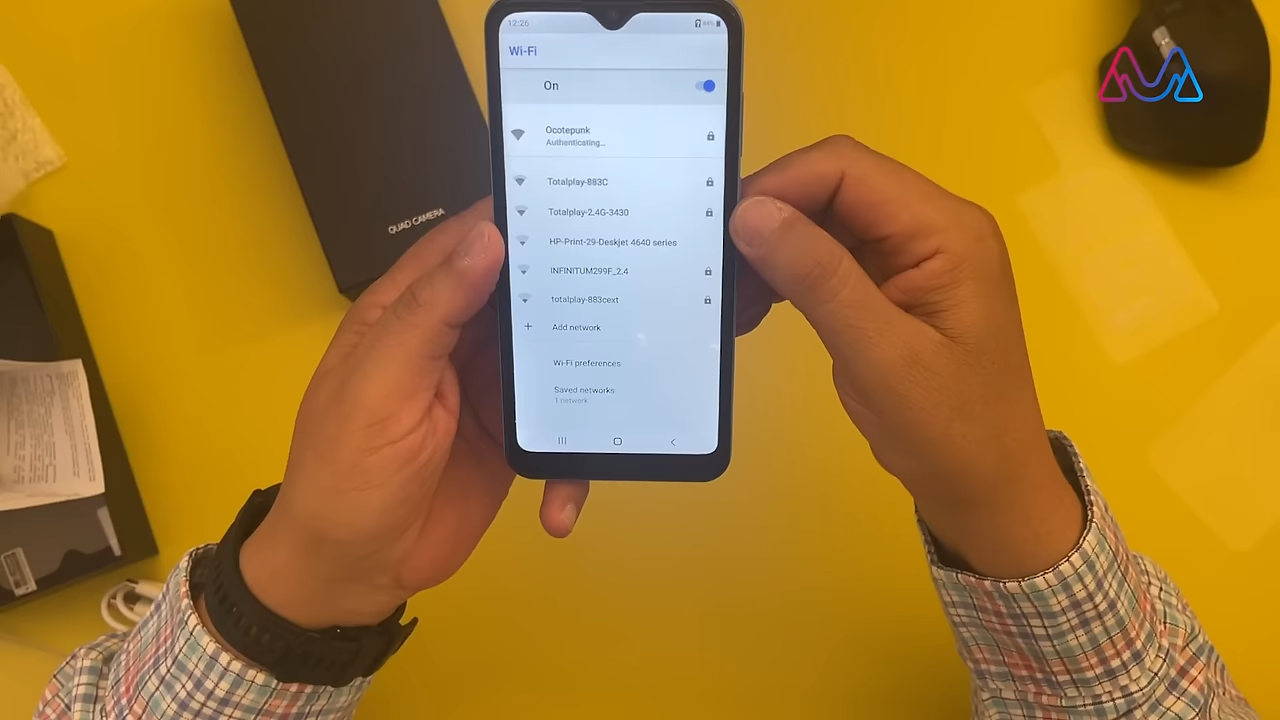 12:26
84%
Wi-Fi
On
Ocotepunk
Authenticating...
Totalplay-883C
Totalplay-2.4G-3430
HP-Print-29-Deskjet 4640 series
INFINITUM299F_2.4
totalplay-883cext
Add network
Wi-Fi preferences
Saved networks
1 network
QUAD CAMERA